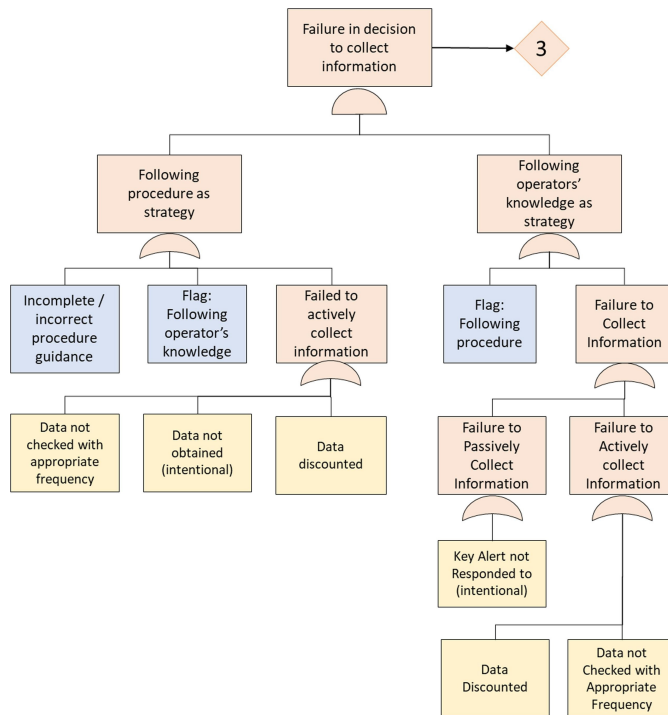 Failure in decision
to collect
information
3
Following
procedure as
strategy
Following
operators’
knowledge as
strategy
Incomplete /
incorrect
procedure
guidance
Flag:
Following
operator’s
knowledge
Failed to
actively
collect
information
Flag:
Following
procedure
Failure to
Collect
Information
Data not
checked with
appropriate
frequency
Data not
obtained
(intentional)
Data
discounted
Failure to
Passively
Collect
Information
Failure to
Actively
collect
Information
Key Alert not
Responded to
(intentional)
Data
Discounted
Data not
Checked with
Appropriate
Frequency